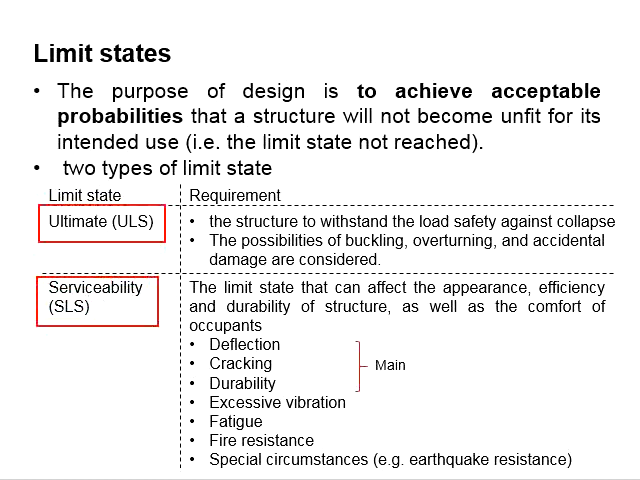 Limit states
• The purpose of design is to achieve acceptable
probabilities that a structure will not become unfit for its
intended use (i.e. the limit state not reached).
• two types of limit state
Limit state Requirement
Ultimate (ULS) • the structure to withstand the load safety against collapse
• The possibilities of buckling, overturning, and accidental
damage are considered.
Serviceability The limit state that can affect the appearance, efficiency
(SLS) and durability of structure, as well as the comfort of
occupants
• Deflection
• Cracking Main
• Durability
• Excessive vibration
• Fatigue
• Fire resistance
• Special circumstances (e.g. earthquake resistance)